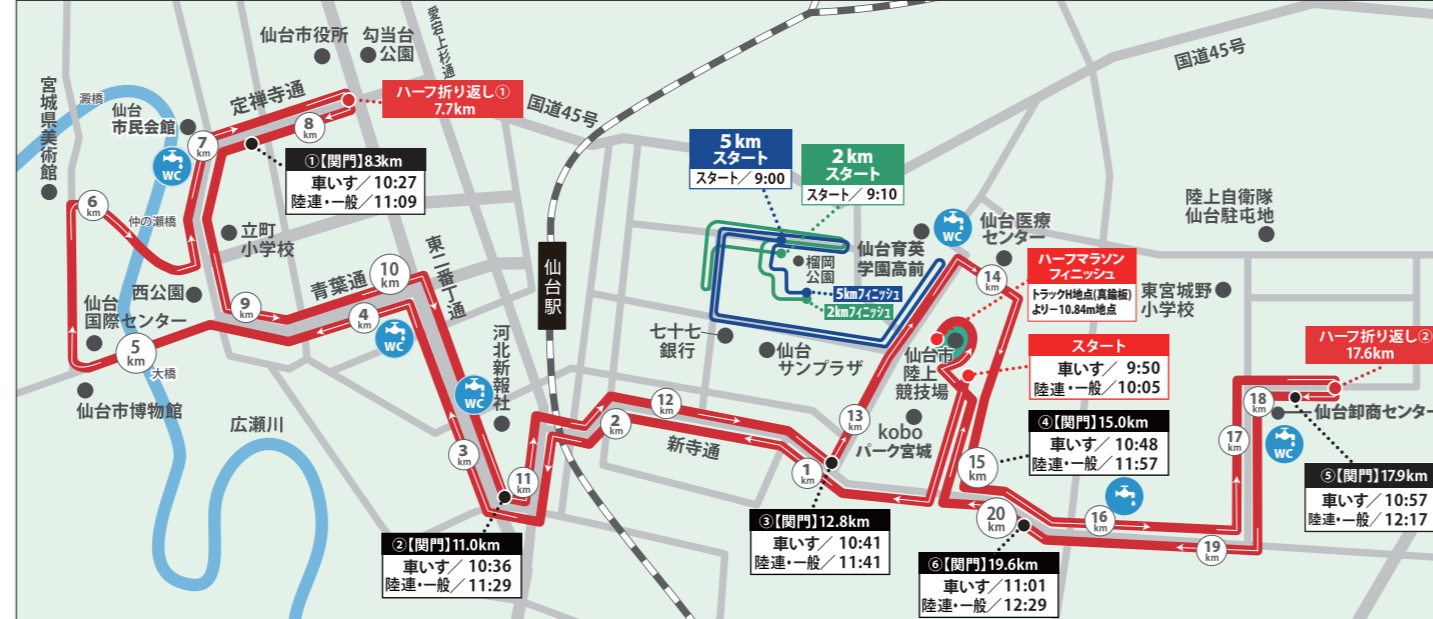 仙台市役所
勾当台
公園
愛宕上杉通
国道45号
宮城県美術館
澱橋
仙台
市民会館
定禅寺通
ハーフ折り返し①
7.7km
国道45号
7
km
8
km
WC
①【関門】8.3km
車いす／10:27
陸連・一般／11:09
6
km
仲の瀬橋
立町
小学校
東二番丁通
10
km
青葉通
9
km
4
km
WC
西公園
仙台
国際センター
5
km
大橋
仙台市博物館
広瀬川
WC
河北新報社
仙台駅
3
km
11
km
②【関門】11.0km
車いす／10:36
陸連・一般／11:29
5km
スタート
スタート／9:00
2km
スタート
スタート／9:10
榴岡
公園
5kmフィニッシュ
2kmフィニッシュ
仙台育英
学園高前
WC
仙台医療
センター
陸上自衛隊
仙台駐屯地
七十七
銀行
仙台
サンプラザ
14
km
ハーフマラソン
フィニッシュ
トラックH地点(真鍮板)
より－10.84m地点
東宮城野
小学校
仙台市
陸上
競技場
スタート
車いす／ 9:50
陸連・一般／10:05
ハーフ折り返し②
17.6km
12
km
2
km
新寺通
13
km
1
km
kobo
パーク宮城
④【関門】15.0km
車いす／ 10:48
陸連・一般／11:57
15
km
18
km
仙台卸商センター
17
km
WC
⑤【関門】17.9km
車いす／10:57
陸連・一般／12:17
③【関門】12.8km
車いす／ 10:41
陸連・一般／11:41
20
km
16
km
19
km
⑥【関門】19.6km
車いす／11:01
陸連・一般／12:29